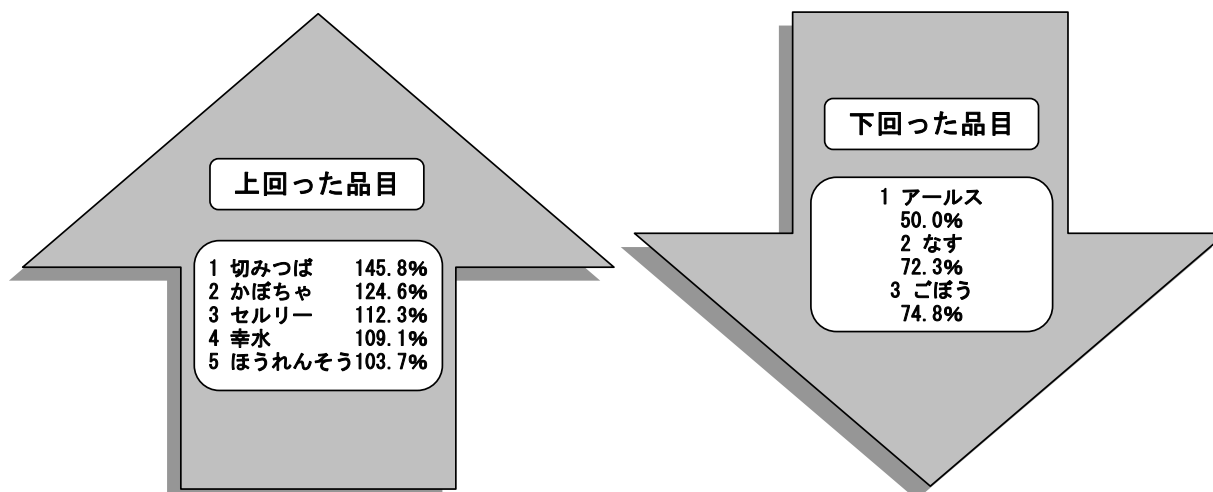 上回った品目
1 切みつば 145.8%
2 かぼちゃ 124.6%
3 セルリー 112.3%
4 幸水 109.1%
5 ほうれんそう103.7%
下回った品目
1 アールス
50.0%
2 なす
72.3%
3 ごぼう
74.8%